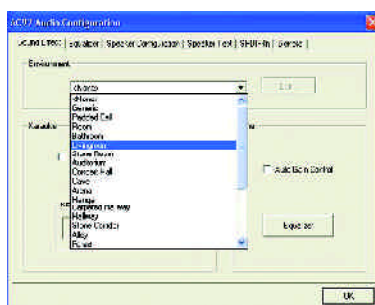 AC97 Audio Configuration
Sound Effect | Equalizer | Speaker Configuration | Speaker Test | S/PDIF-In | General
Environment
<None>
<None>
Generic
Padded Cell
Room
Bathroom
Livingroom
Stone Room
Auditorium
Concert Hall
Cave
Arena
Hangar
Carpeted Hallway
Hallway
Stone Corridor
Alley
Forest
Karaoke
Auto Gain Control
Equalizer
OK